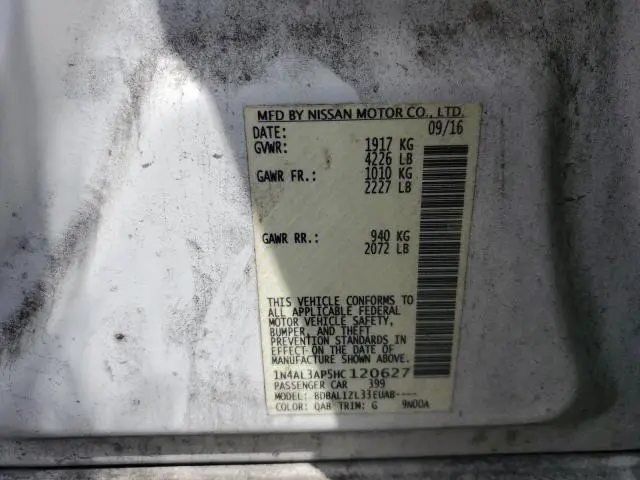 MFD BY NISSAN MOTOR CO., LTD.
DATE: 09/16
GVWR: 1917 KG
4226 LB
GAWR FR.: 1010 KG
2227 LB
GAWR RR.: 940 KG
2072 LB
THIS VEHICLE CONFORMS TO
ALL APPLICABLE FEDERAL
MOTOR VEHICLE SAFETY,
BUMPER, AND THEFT
PREVENTION STANDARDS IN
EFFECT ON THE DATE OF
MANUFACTURE SHOWN ABOVE.
1N4AL3AP5HC120627
PASSENGER CAR 399
MODEL: BDBALIZL33EUAB----
COLOR: QAB TRIM: G 9N00A